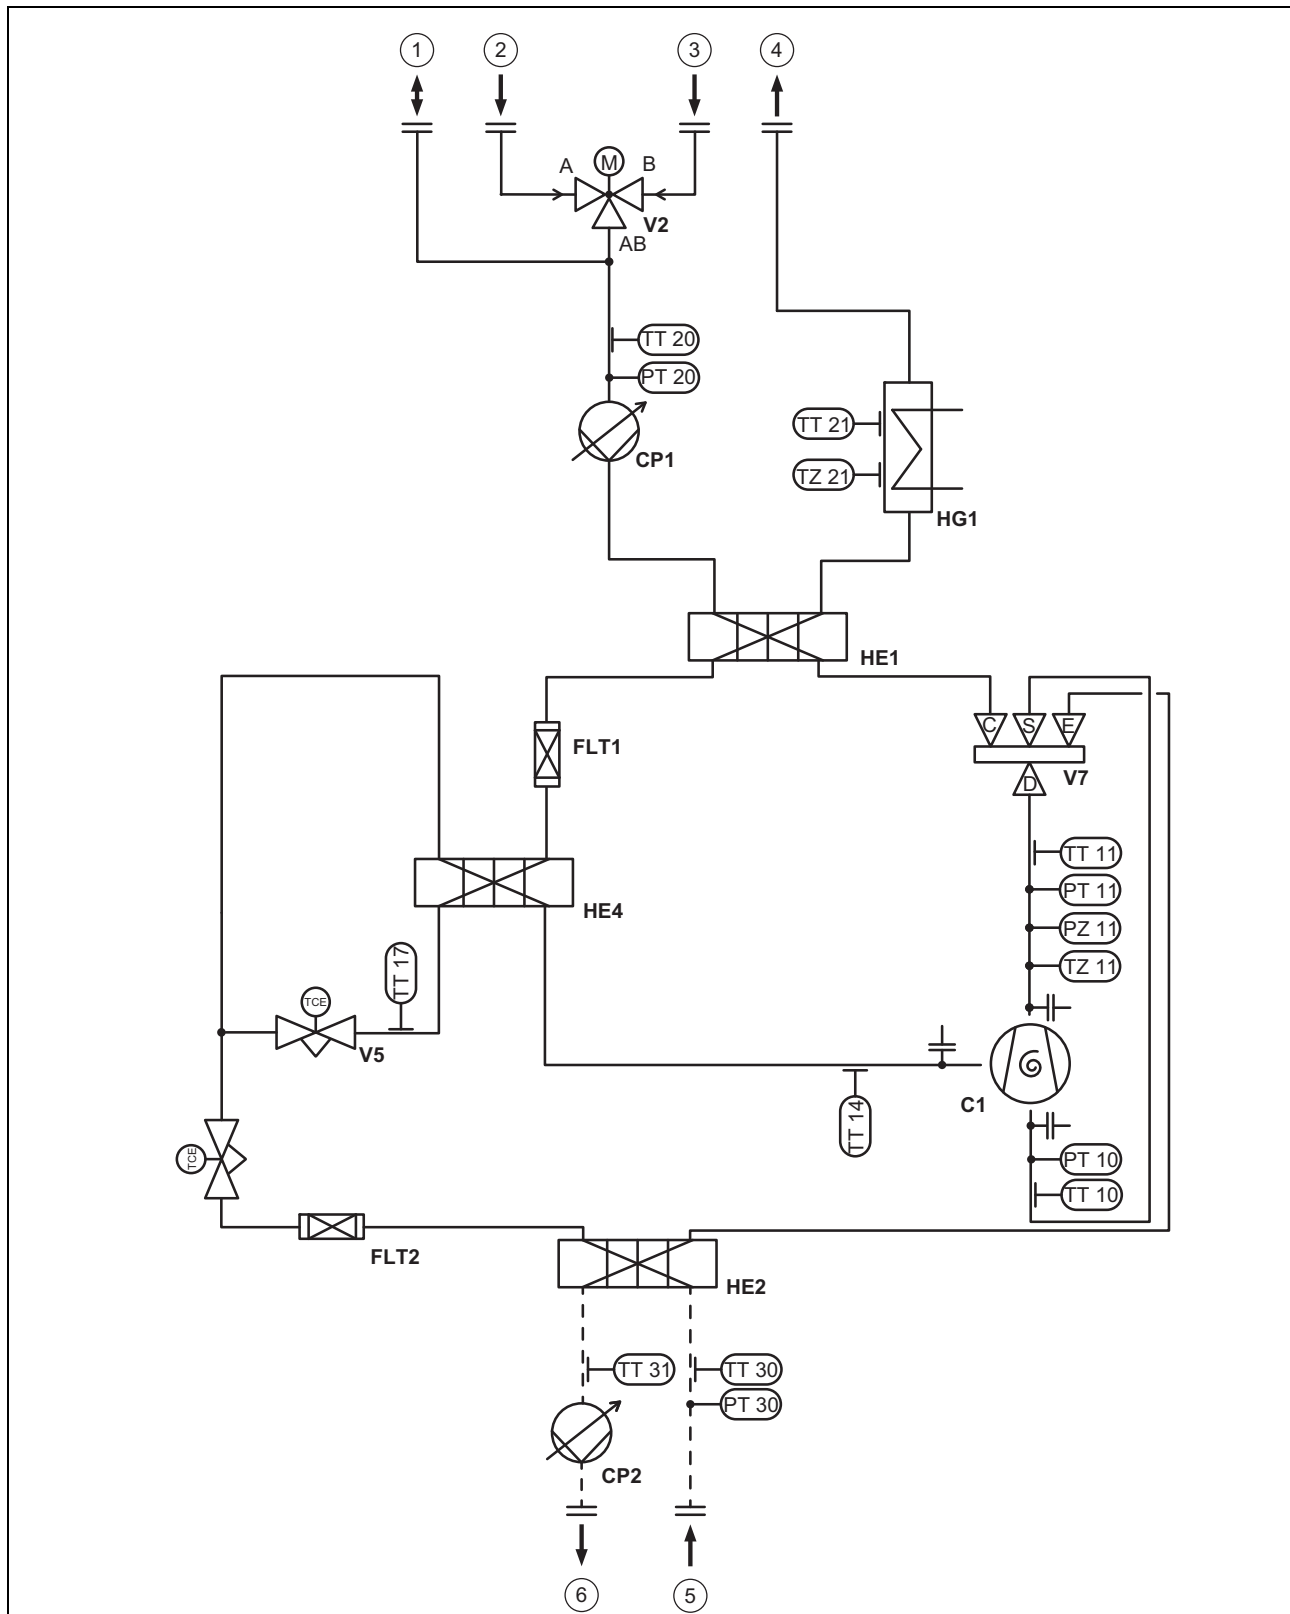 1
2
3
4
A
M
B
V2
AB
TT 20
PT 20
CP1
TT 21
TZ 21
HG1
HE1
FLT1
C
S
E
V7
D
TT 11
PT 11
PZ 11
TZ 11
HE4
TT 17
TCE
V5
C1
TT 14
TCE
PT 10
TT 10
FLT2
HE2
TT 31
TT 30
PT 30
CP2
6
5